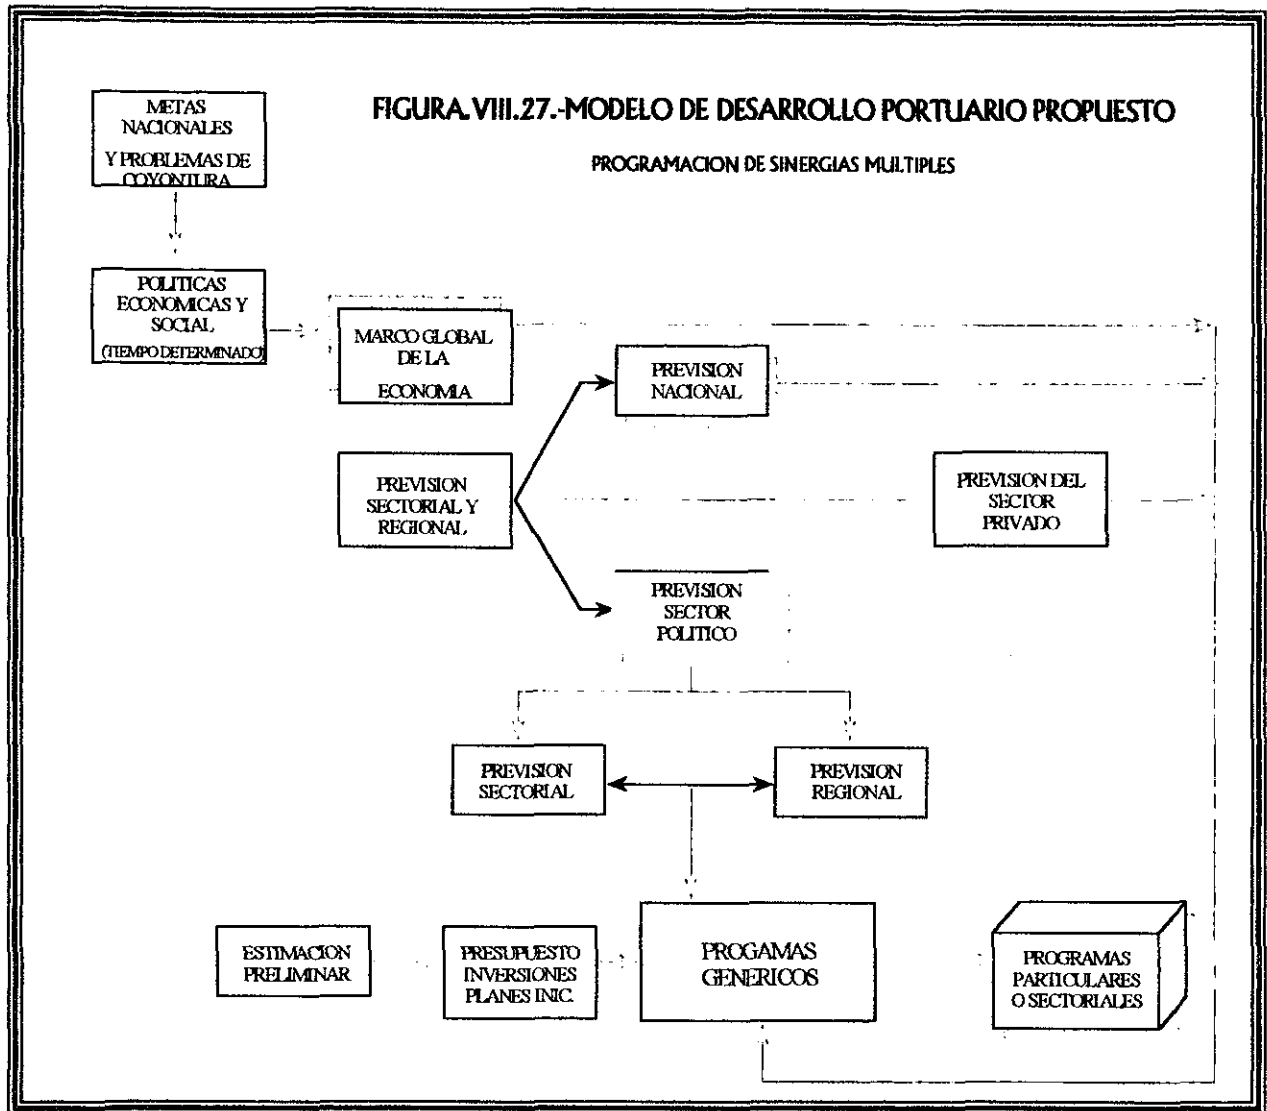 FIGURA.VIII.27.-MODELO DE DESARROLLO PORTUARIO PROPUESTO
PROGRAMACION DE SINERGIAS MULTIPLES
METAS
NACIONALES
Y PROBLEMAS DE
COYONTURA
POLITICAS
ECONOMICAS Y
SOCIAL
(TIEMPO DETERMINADO)
MARCO GLOBAL
DE LA
ECONOMIA
PREVISION
NACIONAL
PREVISION
SECTORIAL Y
REGIONAL
PREVISION DEL
SECTOR
PRIVADO
PREVISION
SECTOR
POLITICO
PREVISION
SECTORIAL
PREVISION
REGIONAL
ESTIMACION
PRELIMINAR
PRESUPUESTO
INVERSIONES
PLANES INIC.
PROGAMAS
GENERICOS
PROGRAMAS
PARTICULARES
O SECTORIALES